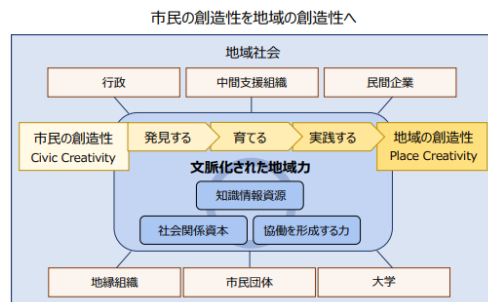 市民の創造性を地域の創造性へ
地域社会
行政
中間支援組織
民間企業
市民の創造性
Civic Creativity
発見する
育てる
実践する
地域の創造性
Place Creativity
文脈化された地域力
知識情報資源
社会関係資本
協働を形成する力
地縁組織
市民団体
大学